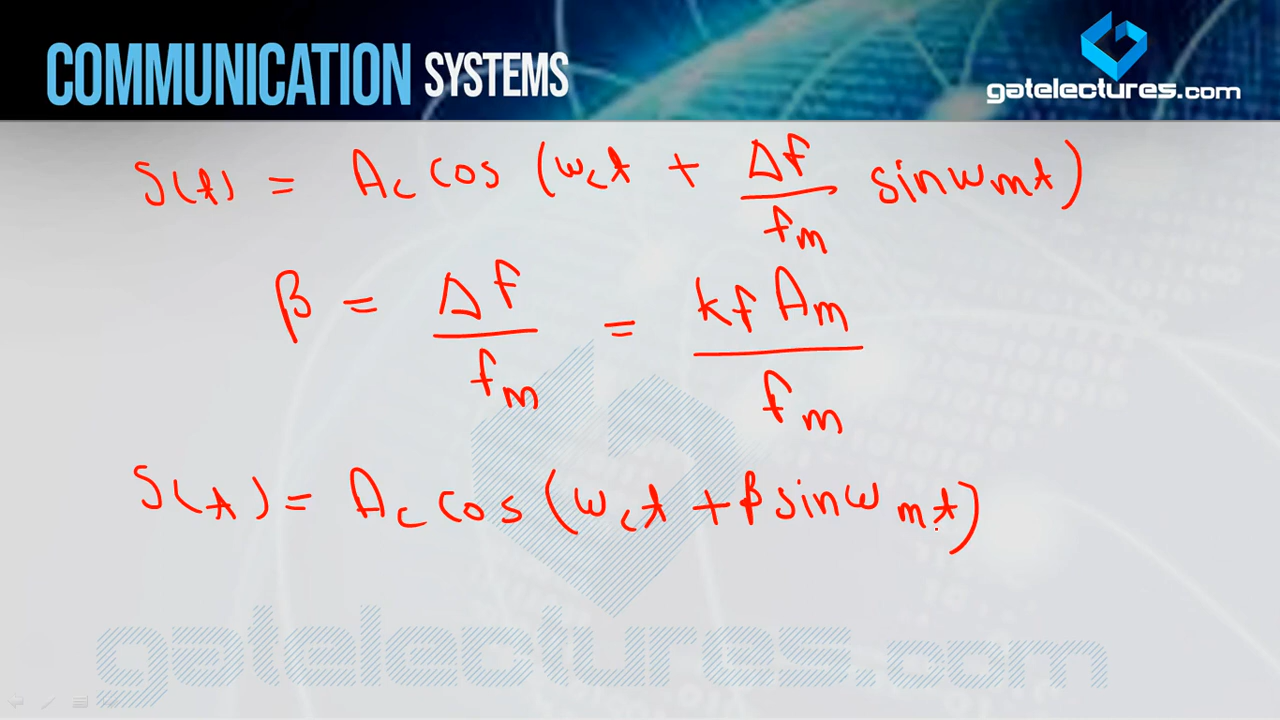 COMMUNICATION SYSTEMS
gatelectures.com
S(t) = Ac cos (ωct + Δf/fm sinωmt)
β = Δf/fm = kf Am/fm
S(t) = Ac cos (ωct + β sinωmt)
gatelectures.com